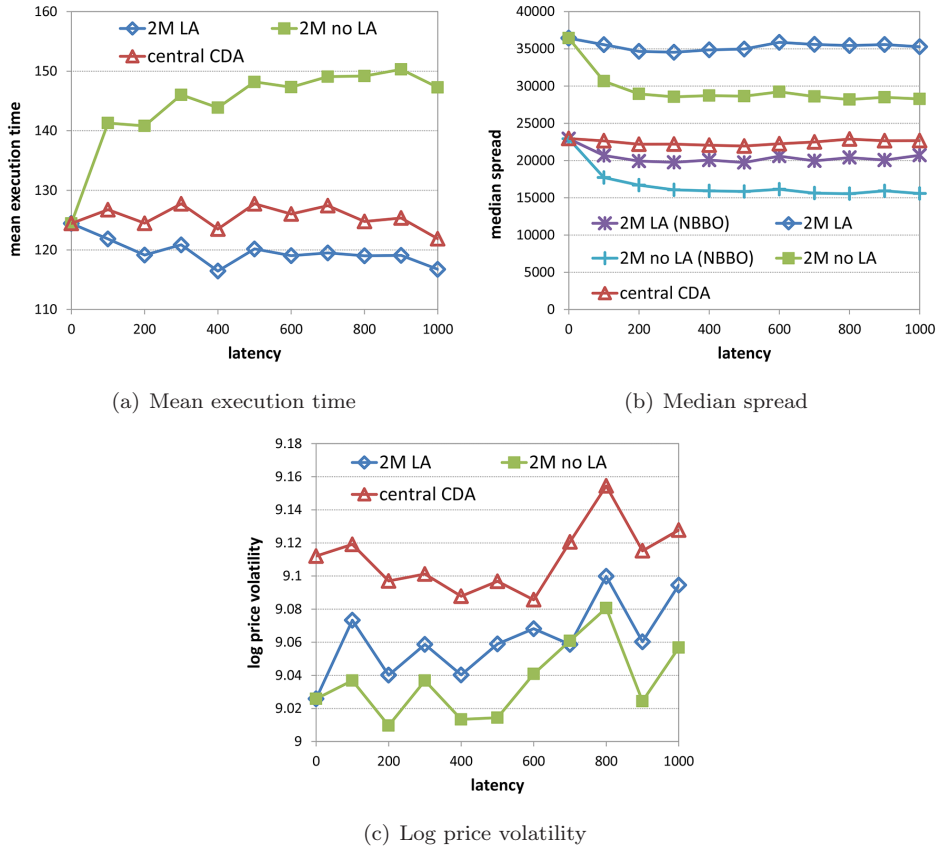 160
150
140
130
120
110
mean execution time
2M LA
2M no LA
central CDA
0 200 400 600 800 1000
latency
(a) Mean execution time
40000
35000
30000
25000
20000
15000
10000
5000
0
median spread
2M LA (NBBO)
2M LA
2M no LA (NBBO)
2M no LA
central CDA
0 200 400 600 800 1000
latency
(b) Median spread
9.18
9.16
9.14
9.12
9.1
9.08
9.06
9.04
9.02
9
log price volatility
2M LA
2M no LA
central CDA
0 200 400 600 800 1000
latency
(c) Log price volatility